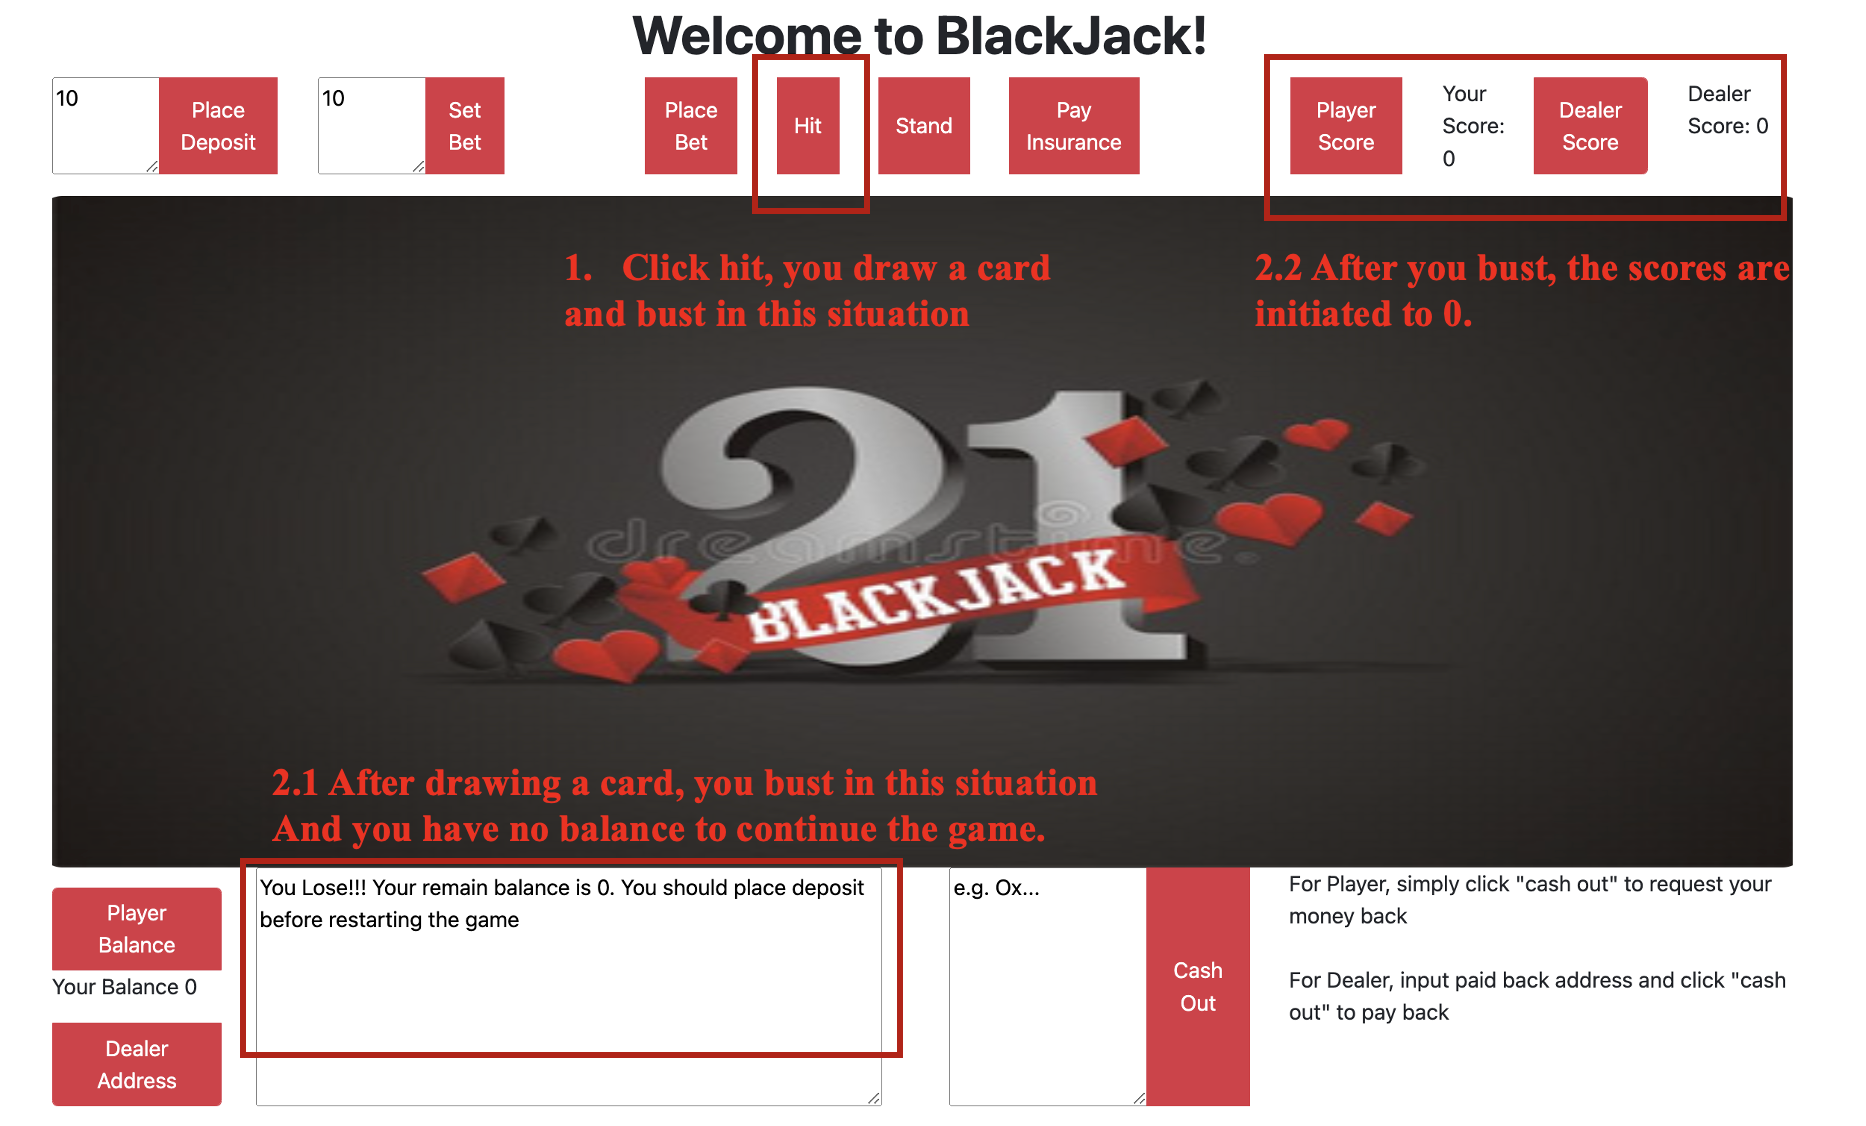 Welcome to BlackJack!
10
Place
Deposit
10
Set
Bet
Place
Bet
Hit
Stand
Pay
Insurance
Player
Score
Your
Score:
0
Dealer
Score
Dealer
Score: 0
1. Click hit, you draw a card
and bust in this situation
2.2 After you bust, the scores are
initiated to 0.
21
dreamstime.
BLACKJACK
2.1 After drawing a card, you bust in this situation
And you have no balance to continue the game.
Player
Balance
Your Balance 0
Dealer
Address
You Lose!!! Your remain balance is 0. You should place deposit
before restarting the game
e.g. Ox...
Cash
Out
For Player, simply click "cash out" to request your
money back
For Dealer, input paid back address and click "cash
out" to pay back